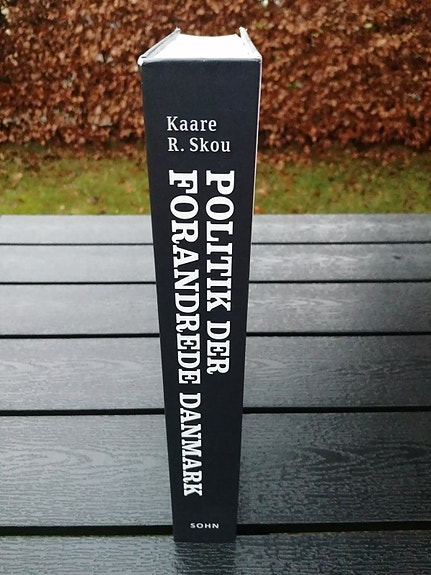 Kaare
R. Skou
POLITIK DER
FORANDREDE DANMARK
SOHN